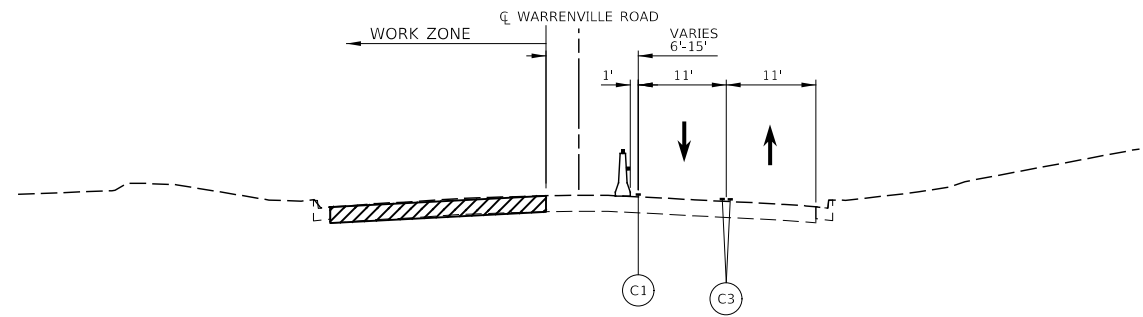 ℄ WARRENVILLE ROAD
WORK ZONE
VARIES
6'-15'
1'
11'
11'
C1
C3